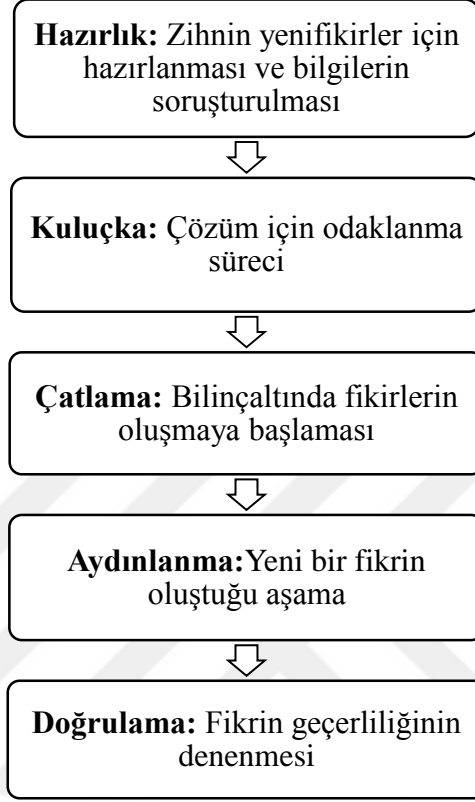 Hazırlık: Zihnin yenifikirler için
hazırlanması ve bilgilerin
soruşturulması
Kuluçka: Çözüm için odaklanma
süreci
Çatlama: Bilinçaltında fikirlerin
oluşmaya başlaması
Aydınlanma:Yeni bir fikrin
oluştuğu aşama
Doğrulama: Fikrin geçerliliğinin
denenmesi